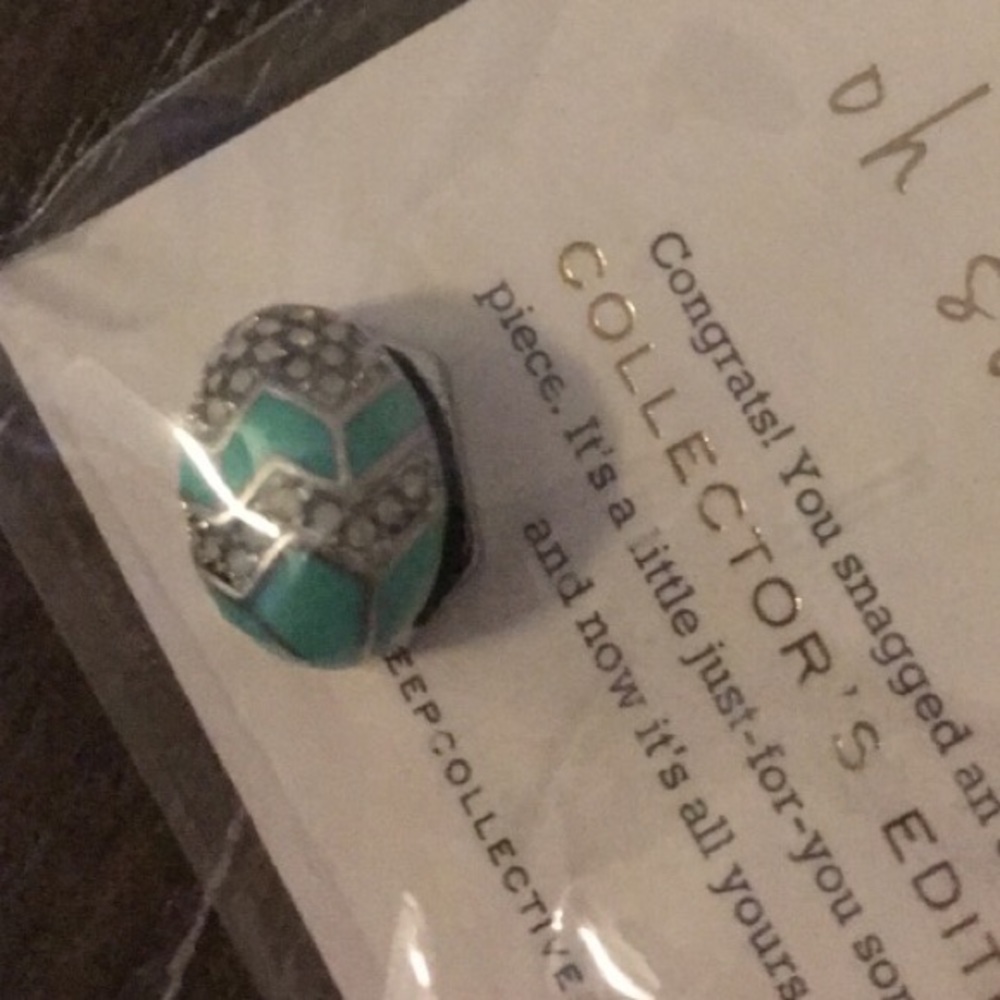 oh
Congrats! You snagged an
COLLECTOR'S EDIT
piece. It's a little just-for-you
and now it's all yours
EEPCOLLECTIVE